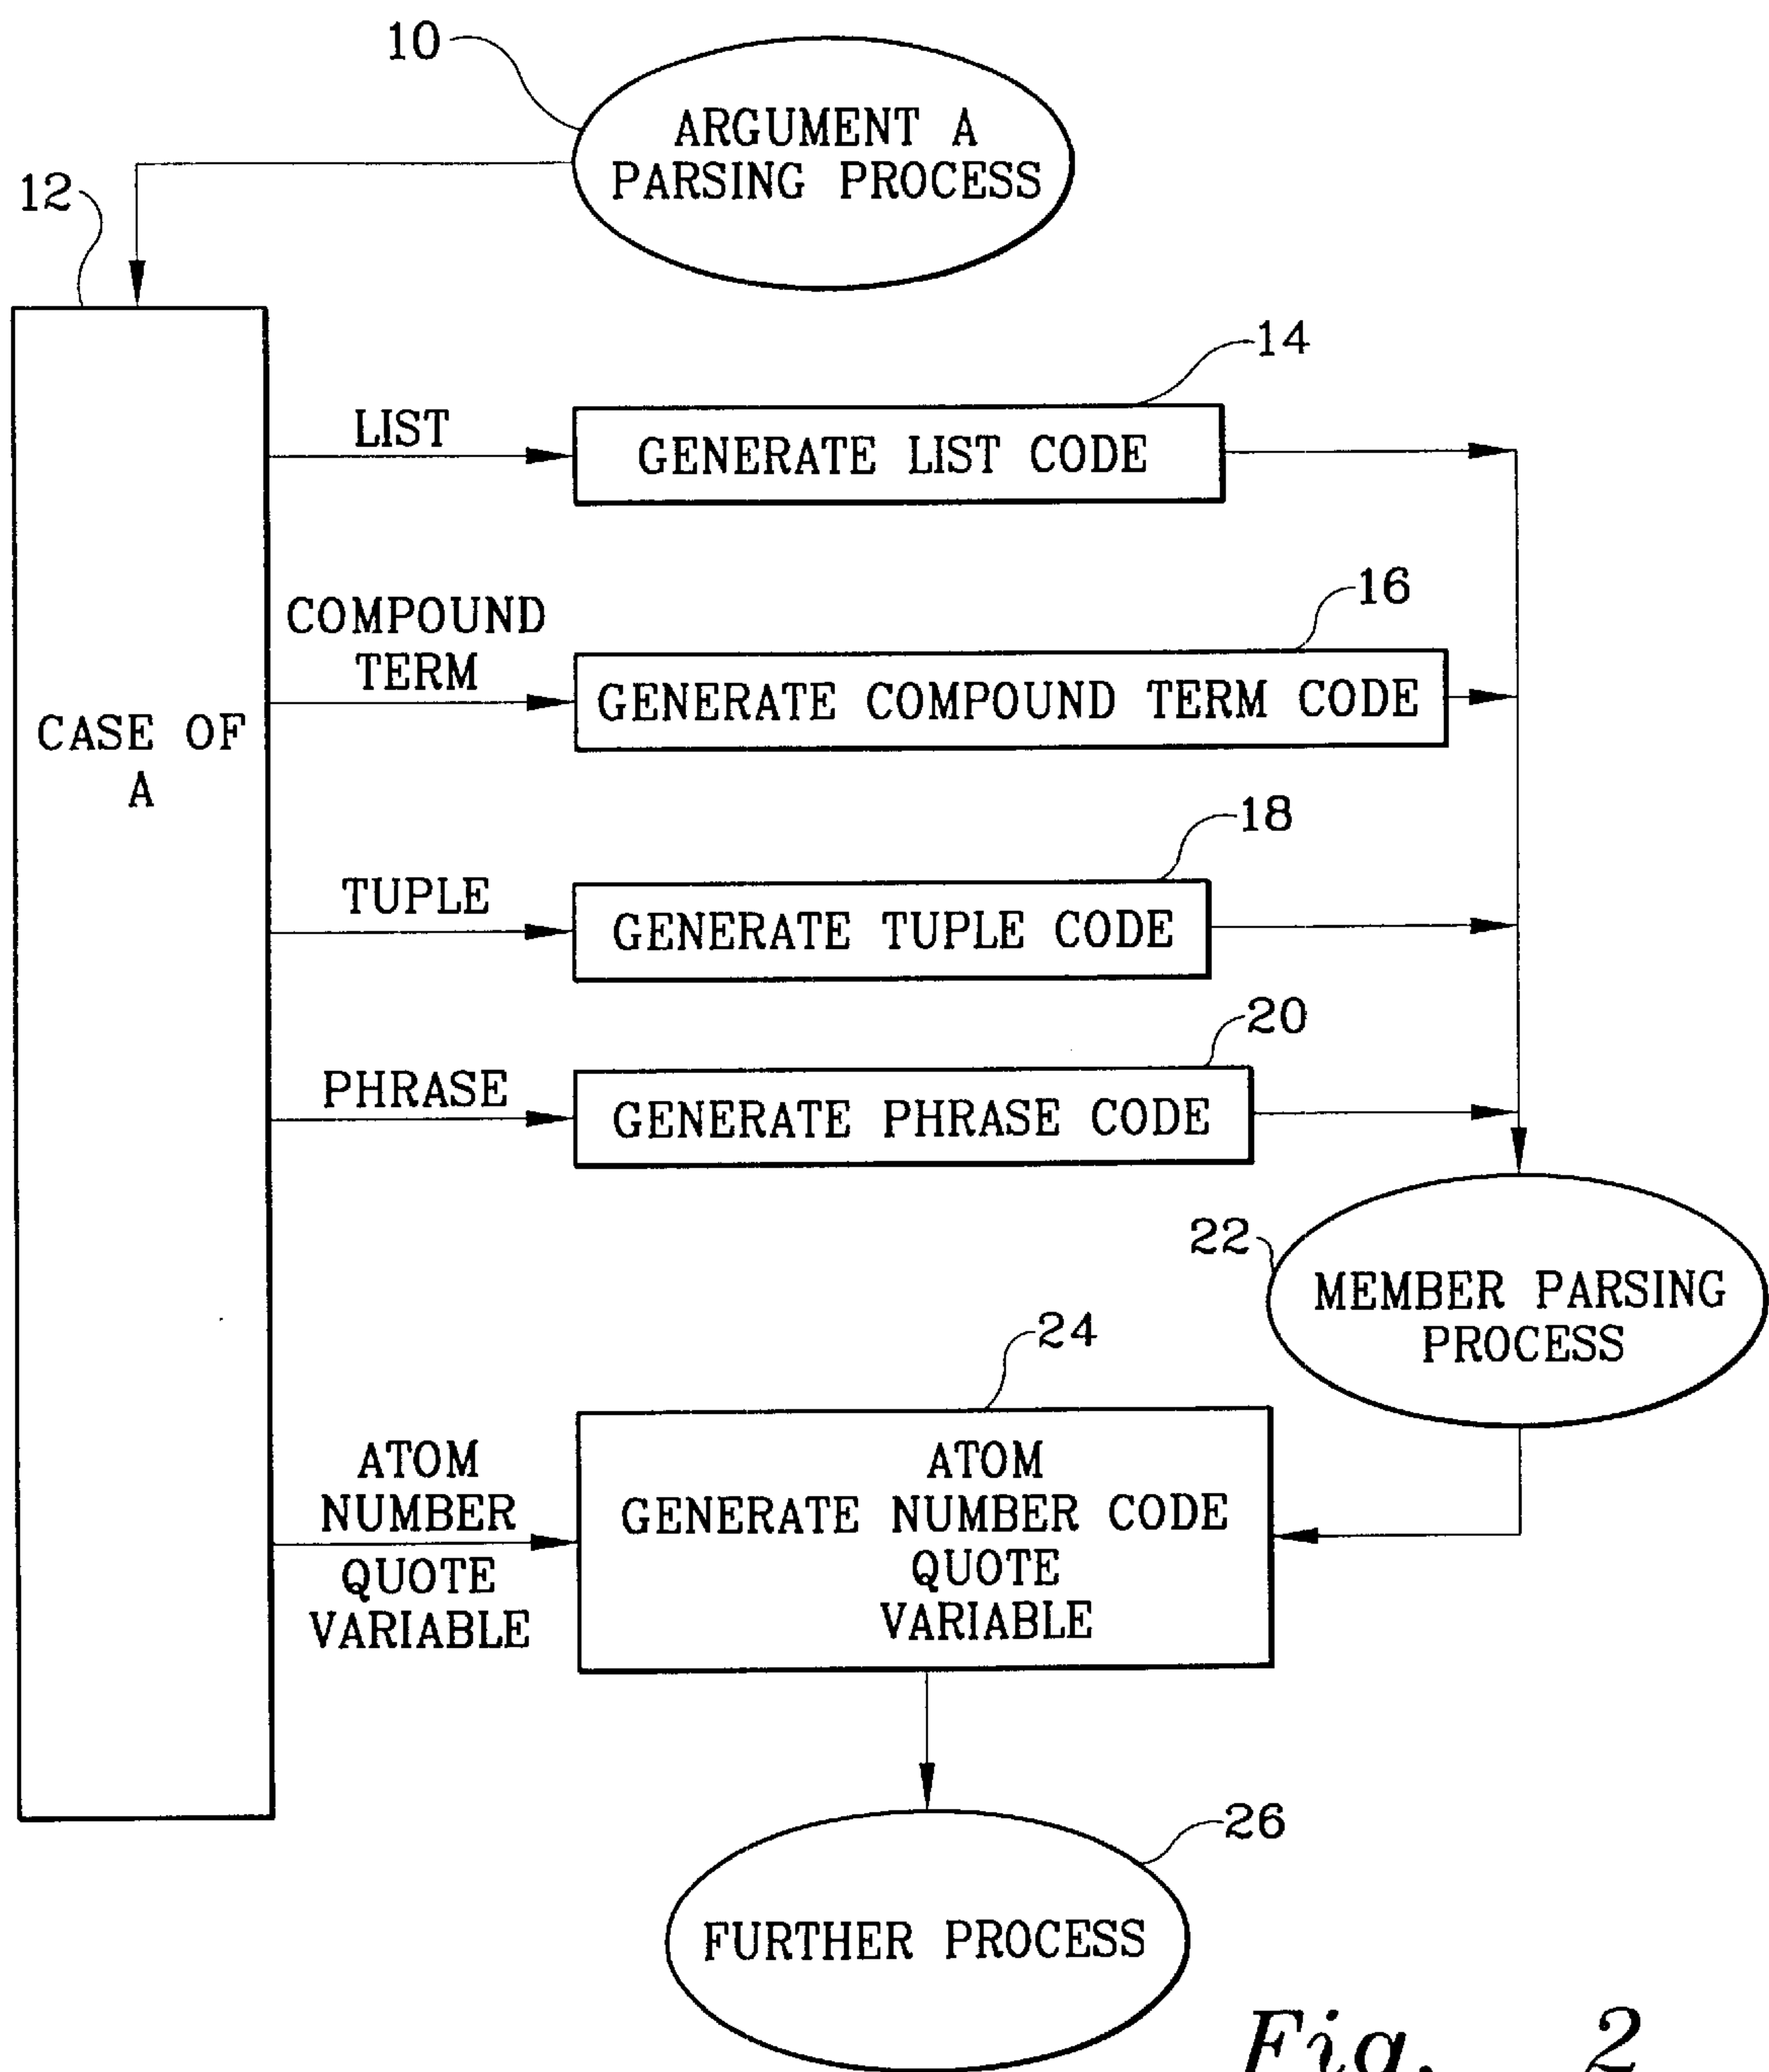 10
ARGUMENT A
PARSING PROCESS
12
CASE OF
A
14
LIST
GENERATE LIST CODE
16
COMPOUND
TERM
GENERATE COMPOUND TERM CODE
18
TUPLE
GENERATE TUPLE CODE
20
PHRASE
GENERATE PHRASE CODE
22
MEMBER PARSING
PROCESS
24
ATOM
NUMBER
QUOTE
VARIABLE
ATOM
GENERATE NUMBER CODE
QUOTE
VARIABLE
26
FURTHER PROCESS
Fig. 2